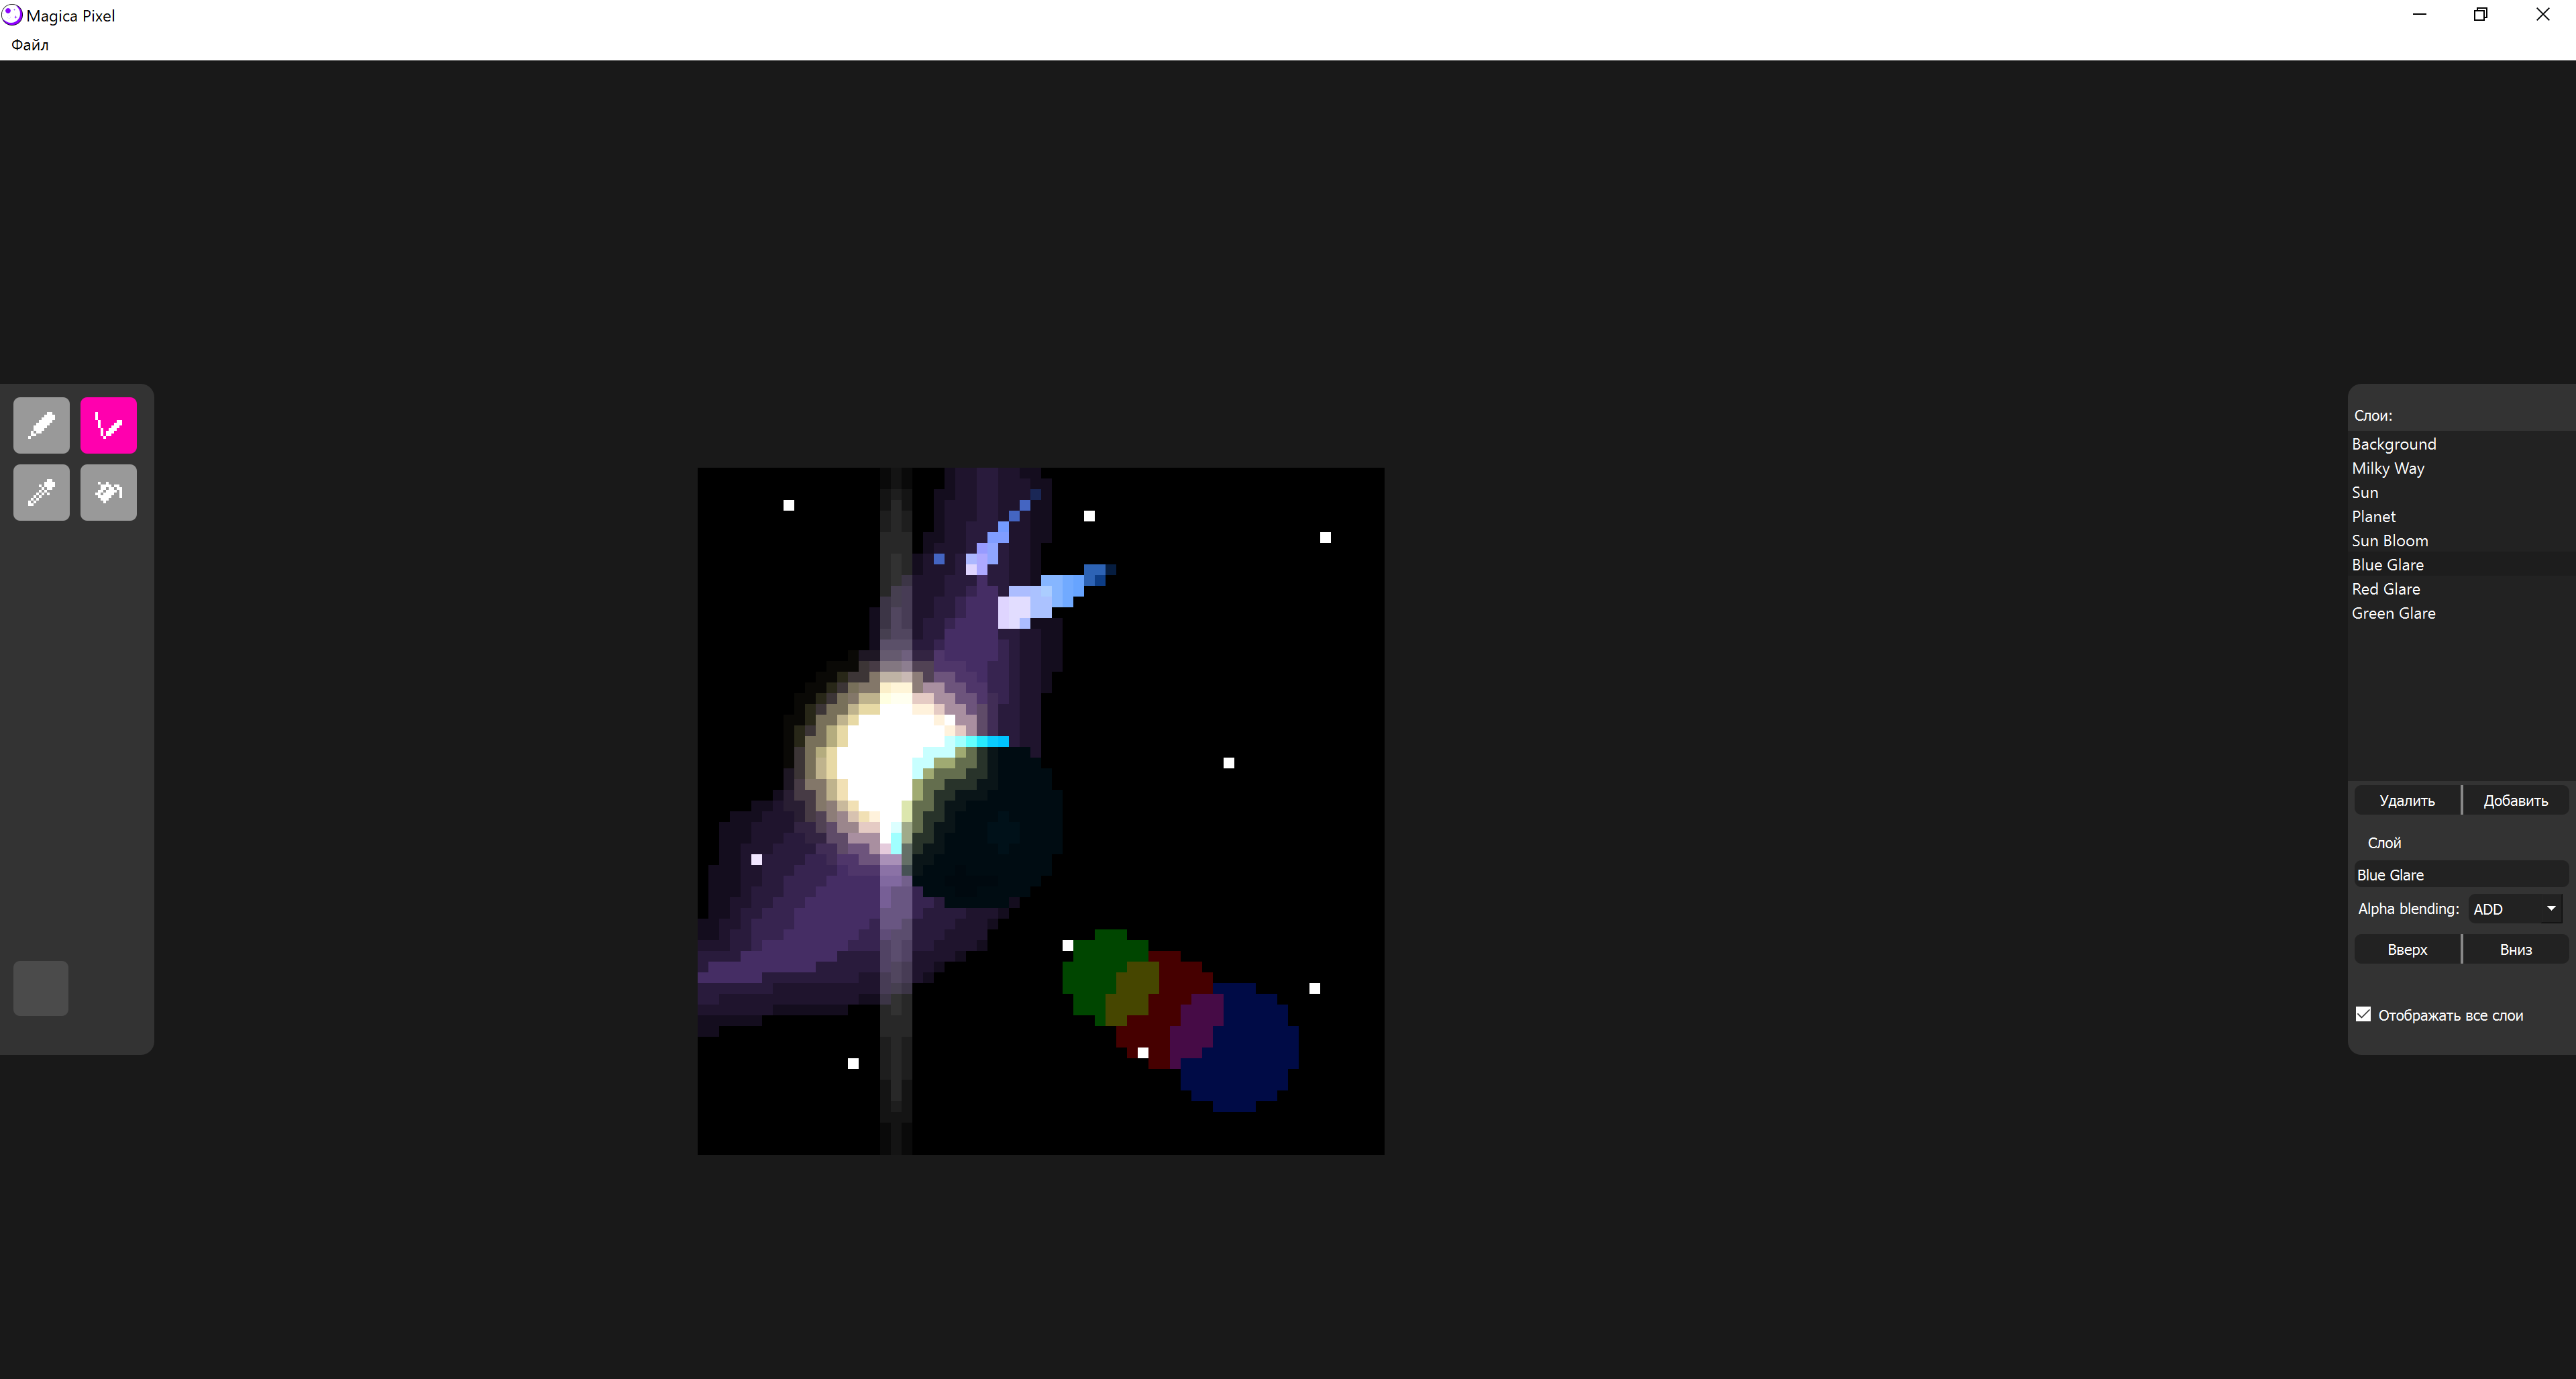 Magica Pixel
Файл
Слои:
Background
Milky Way
Sun
Planet
Sun Bloom
Blue Glare
Red Glare
Green Glare
Удалить Добавить
Слой
Blue Glare
Alpha blending: ADD
Вверх Вниз
Отображать все слои